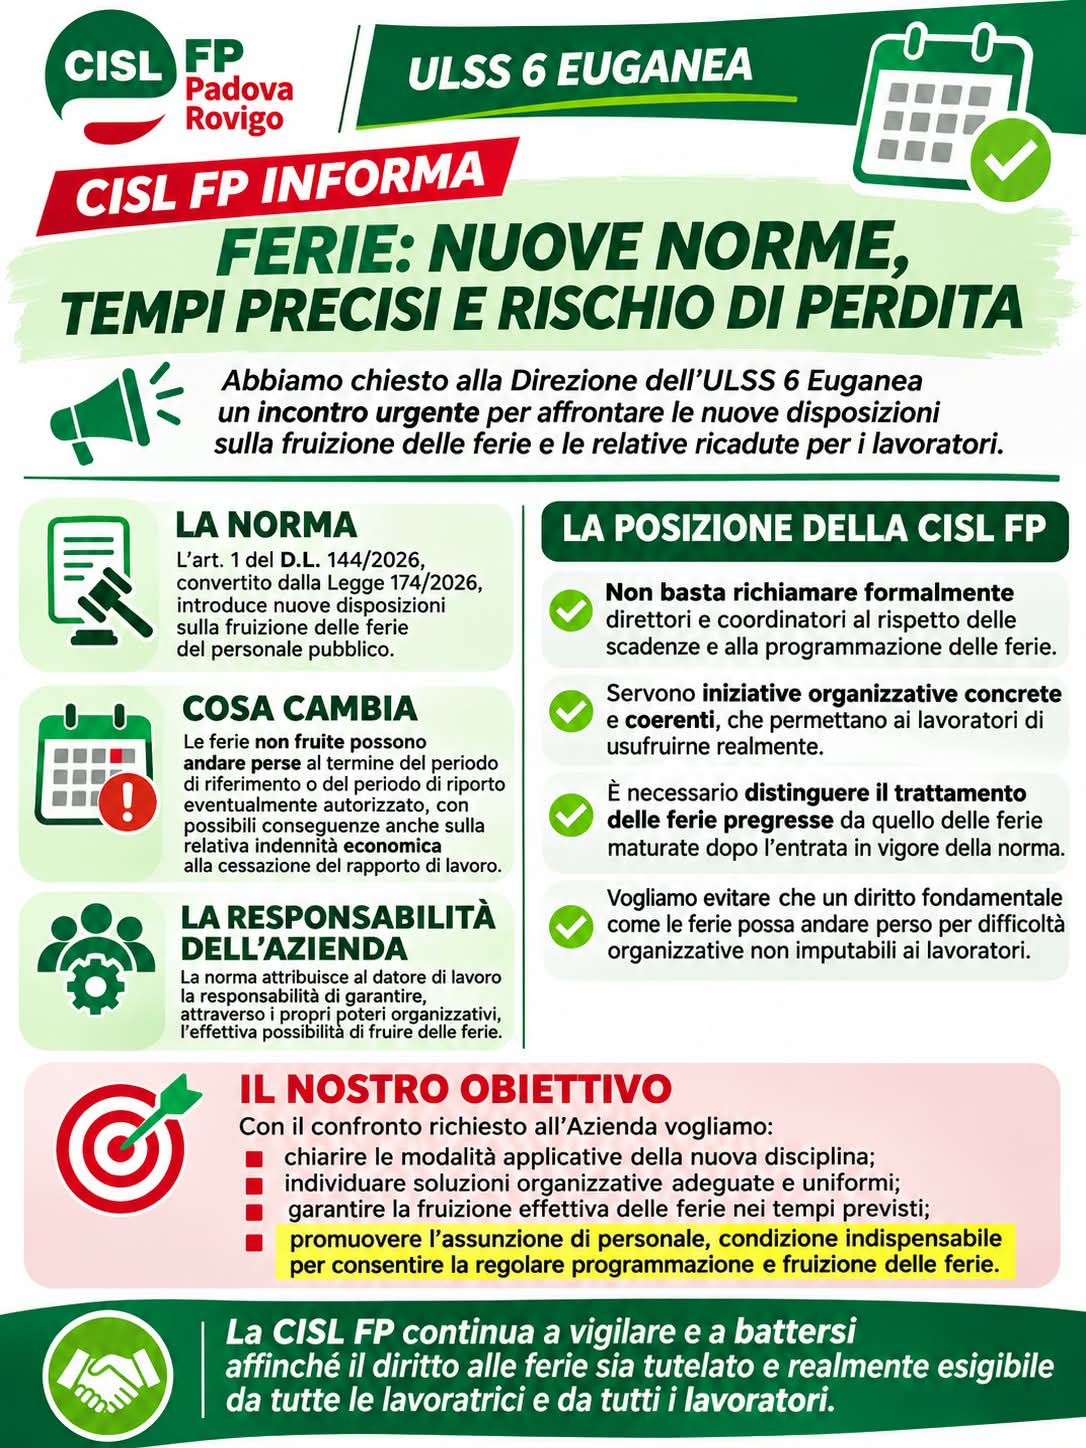 CISL FP
Padova
Rovigo
ULSS 6 EUGANEA
CISL FP INFORMA
FERIE: NUOVE NORME,
TEMPI PRECISI E RISCHIO DI PERDITA
Abbiamo chiesto alla Direzione dell'ULSS 6 Euganea
un incontro urgente per affrontare le nuove disposizioni
sulla fruizione delle ferie e le relative ricadute per i lavoratori.
LA NORMA
L'art. 1 del D.L. 144/2026,
convertito dalla Legge 174/2026,
introduce nuove disposizioni
sulla fruizione delle ferie
del personale pubblico.
COSA CAMBIA
Le ferie non fruite possono
andare perse al termine del periodo
di riferimento o del periodo di riporto
eventualmente autorizzato, con
possibili conseguenze anche sulla
relativa indennità economica
alla cessazione del rapporto di lavoro.
LA RESPONSABILITÀ
DELL'AZIENDA
La norma attribuisce al datore di lavoro
la responsabilità di garantire,
attraverso i propri poteri organizzativi,
l'effettiva possibilità di fruire delle ferie.
LA POSIZIONE DELLA CISL FP
Non basta richiamare formalmente
direttori e coordinatori al rispetto delle
scadenze e alla programmazione delle ferie.
Servono iniziative organizzative concrete
e coerenti, che permettano ai lavoratori di
usufruirne realmente.
È necessario distinguere il trattamento
delle ferie pregresse da quello delle ferie
maturate dopo l'entrata in vigore della norma.
Vogliamo evitare che un diritto fondamentale
come le ferie possa andare perso per difficoltà
organizzative non imputabili ai lavoratori.
IL NOSTRO OBIETTIVO
Con il confronto richiesto all'Azienda vogliamo:
chiarire le modalità applicative della nuova disciplina;
individuare soluzioni organizzative adeguate e uniformi;
garantire la fruizione effettiva delle ferie nei tempi previsti;
promuovere l'assunzione di personale, condizione indispensabile
per consentire la regolare programmazione e fruizione delle ferie.
La CISL FP continua a vigilare e a battersi
affinché il diritto alle ferie sia tutelato e realmente esigibile
da tutte le lavoratrici e da tutti i lavoratori.